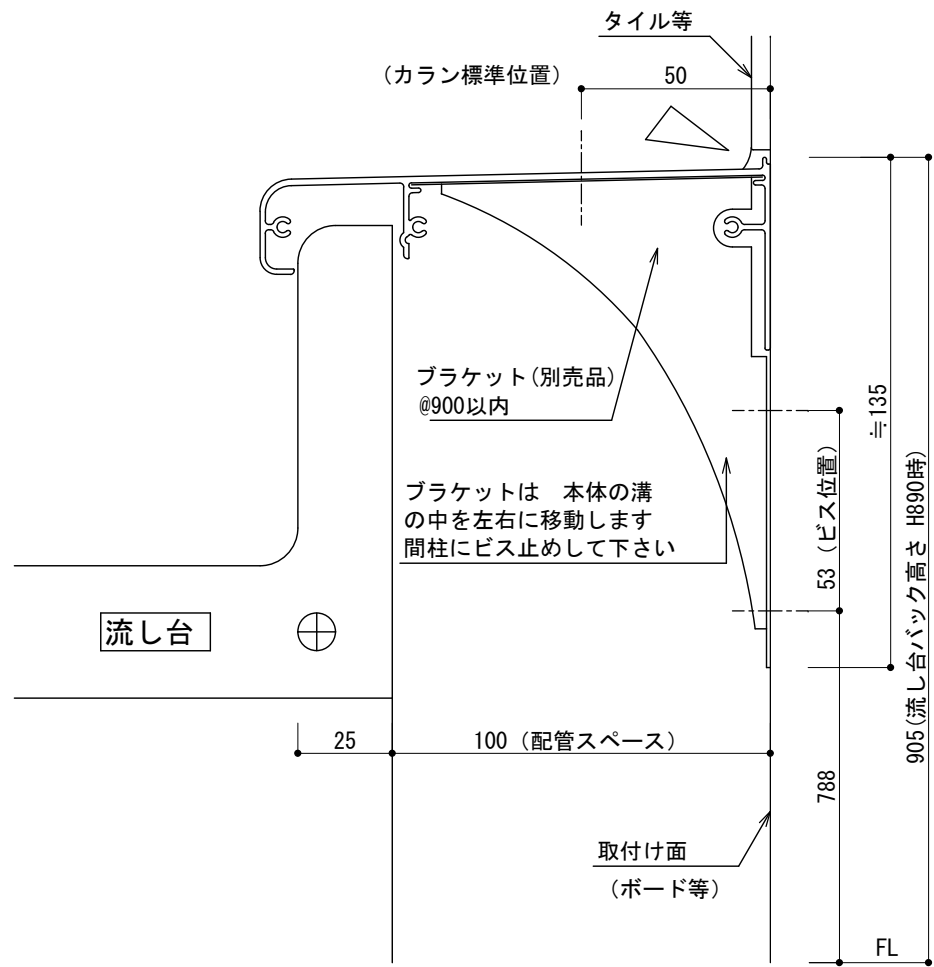 タイル等
（カラン標準位置）
50
ブラケット（別売品）
@900以内
ブラケットは　本体の溝
の中を左右に移動します
間柱にビス止めして下さい
流し台
25
100（配管スペース）
取付け面
（ボード等）
53（ビス位置）
788
≒135
905（流し台バック高さ H890時）
FL